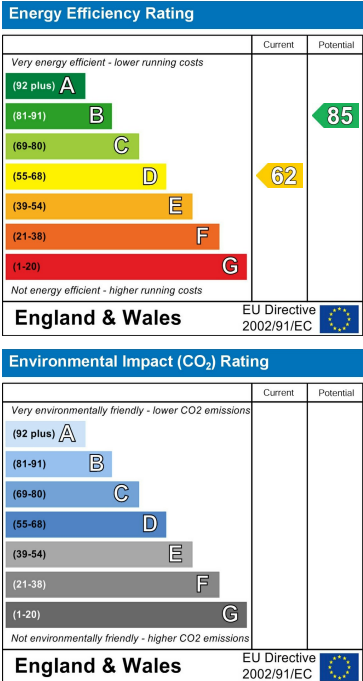 Energy Efficiency Rating
Current Potential
Very energy efficient - lower running costs
(92 plus) A
(81-91) B
85
(69-80) C
(55-68) D
62
(39-54) E
(21-38) F
(1-20) G
Not energy efficient - higher running costs
England & Wales
EU Directive
2002/91/EC
Environmental Impact (CO₂) Rating
Current Potential
Very environmentally friendly - lower CO2 emissions
(92 plus) A
(81-91) B
(69-80) C
(55-68) D
(39-54) E
(21-38) F
(1-20) G
Not environmentally friendly - higher CO2 emissions
England & Wales
EU Directive
2002/91/EC